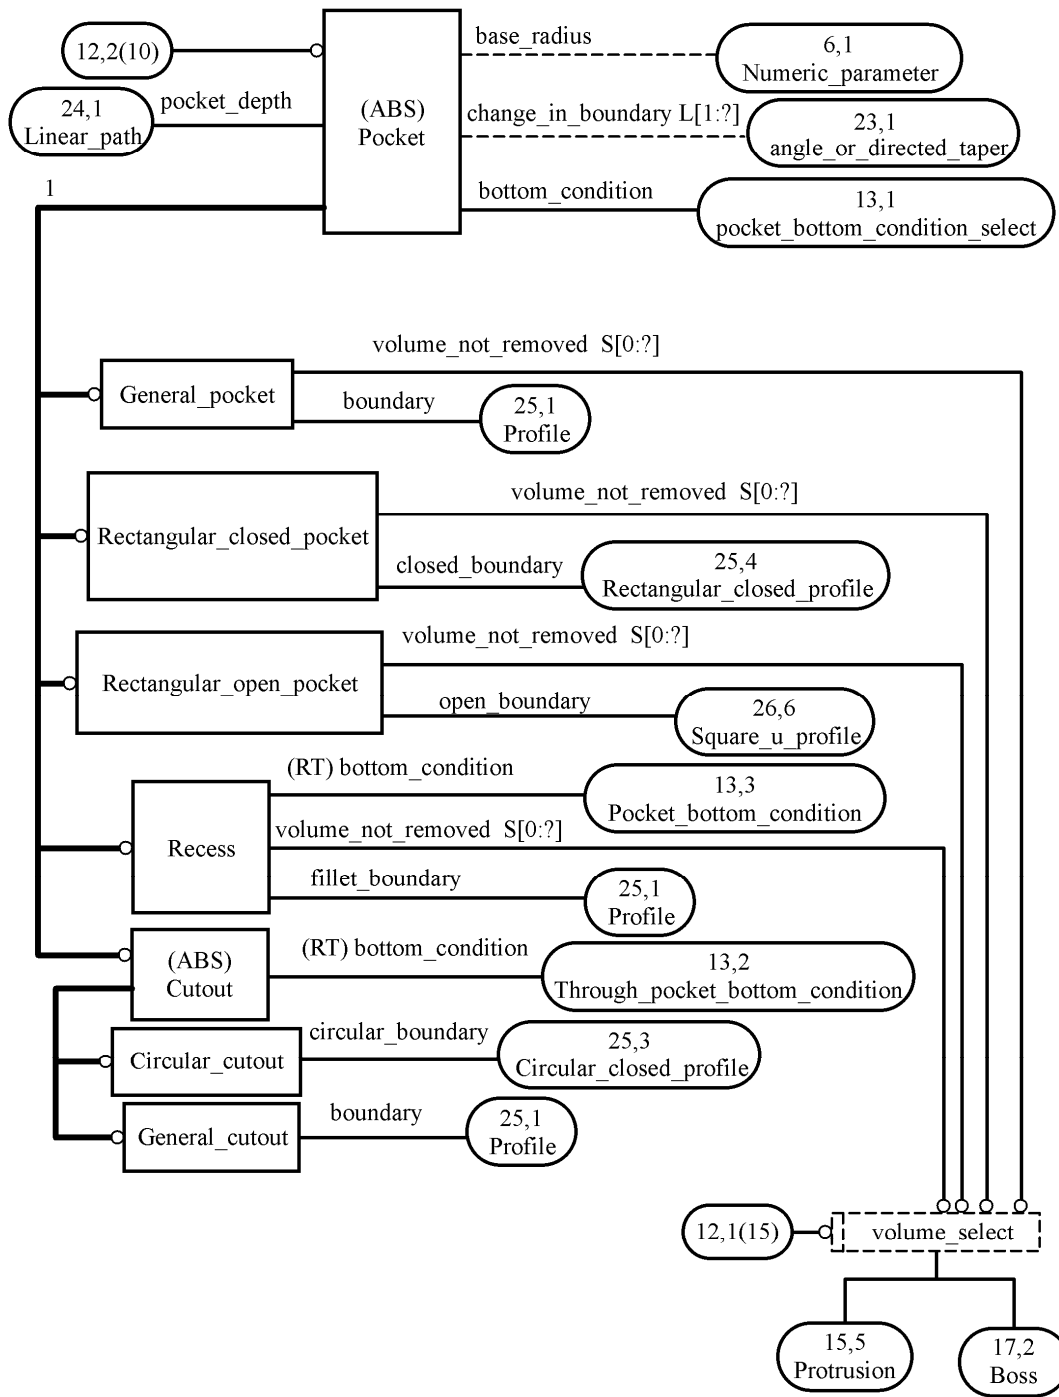 12,2(10)
base_radius
6,1
Numeric_parameter
24,1
Linear_path
pocket_depth
(ABS)
Pocket
change_in_boundary L[1:?]
23,1
angle_or_directed_taper
1
bottom_condition
13,1
pocket_bottom_condition_select
volume_not_removed S[0:?]
General_pocket
boundary
25,1
Profile
volume_not_removed S[0:?]
Rectangular_closed_pocket
closed_boundary
25,4
Rectangular_closed_profile
volume_not_removed S[0:?]
Rectangular_open_pocket
open_boundary
26,6
Square_u_profile
(RT) bottom_condition
13,3
Pocket_bottom_condition
volume_not_removed S[0:?]
Recess
fillet_boundary
25,1
Profile
(ABS)
Cutout
(RT) bottom_condition
13,2
Through_pocket_bottom_condition
circular_boundary
Circular_cutout
25,3
Circular_closed_profile
boundary
General_cutout
25,1
Profile
12,1(15)
volume_select
15,5
Protrusion
17,2
Boss